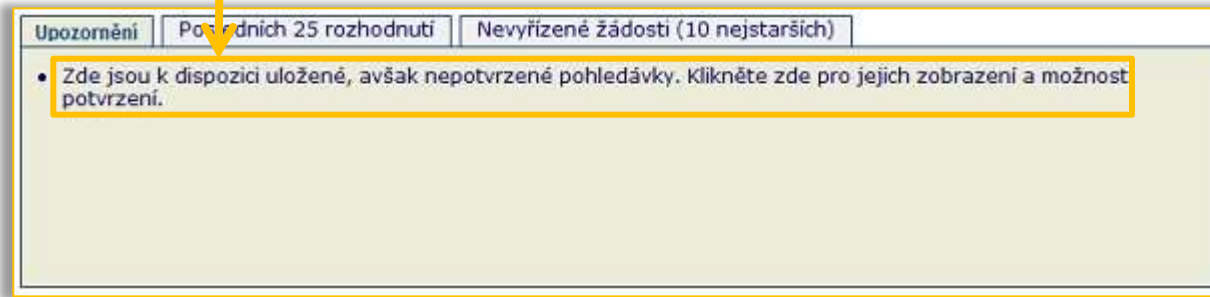 Upozornění
Posledních 25 rozhodnutí
Nevyřízené žádosti (10 nejstarších)
• Zde jsou k dispozici uložené, avšak nepotvrzené pohledávky. Klikněte zde pro jejich zobrazení a možnost
potvrzení.